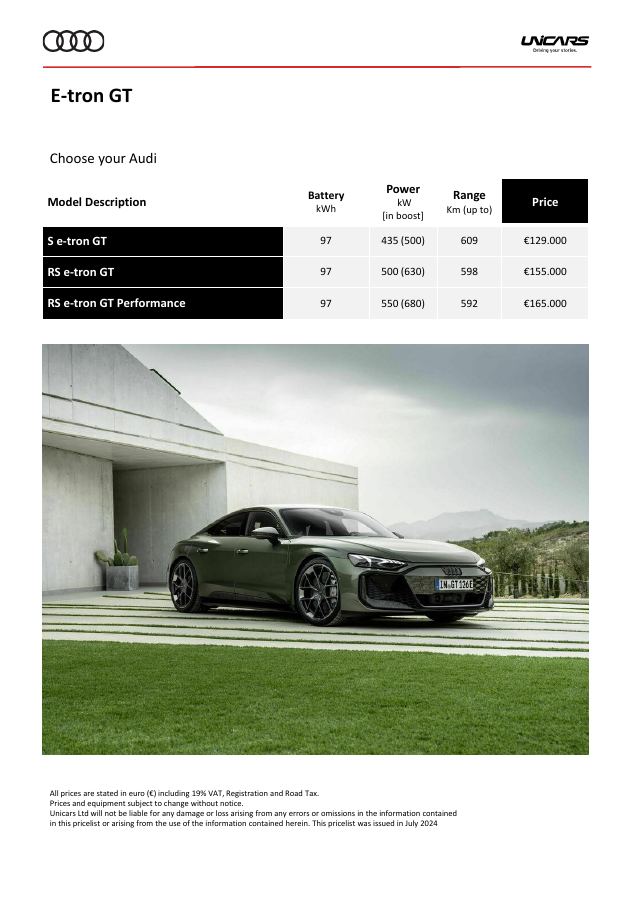 UNICARS
Driving your stories.
E-tron GT
Choose your Audi
Model Description
Battery
kWh
Power
kW
[in boost]
Range
Km (up to)
Price
S e-tron GT 97 435 (500) 609 €129.000
RS e-tron GT 97 500 (630) 598 €155.000
RS e-tron GT Performance 97 550 (680) 592 €165.000
IN GT 126E
All prices are stated in euro (€) including 19% VAT, Registration and Road Tax.
Prices and equipment subject to change without notice.
Unicars Ltd will not be liable for any damage or loss arising from any errors or omissions in the information contained
in this pricelist or arising from the use of the information contained herein. This pricelist was issued in July 2024